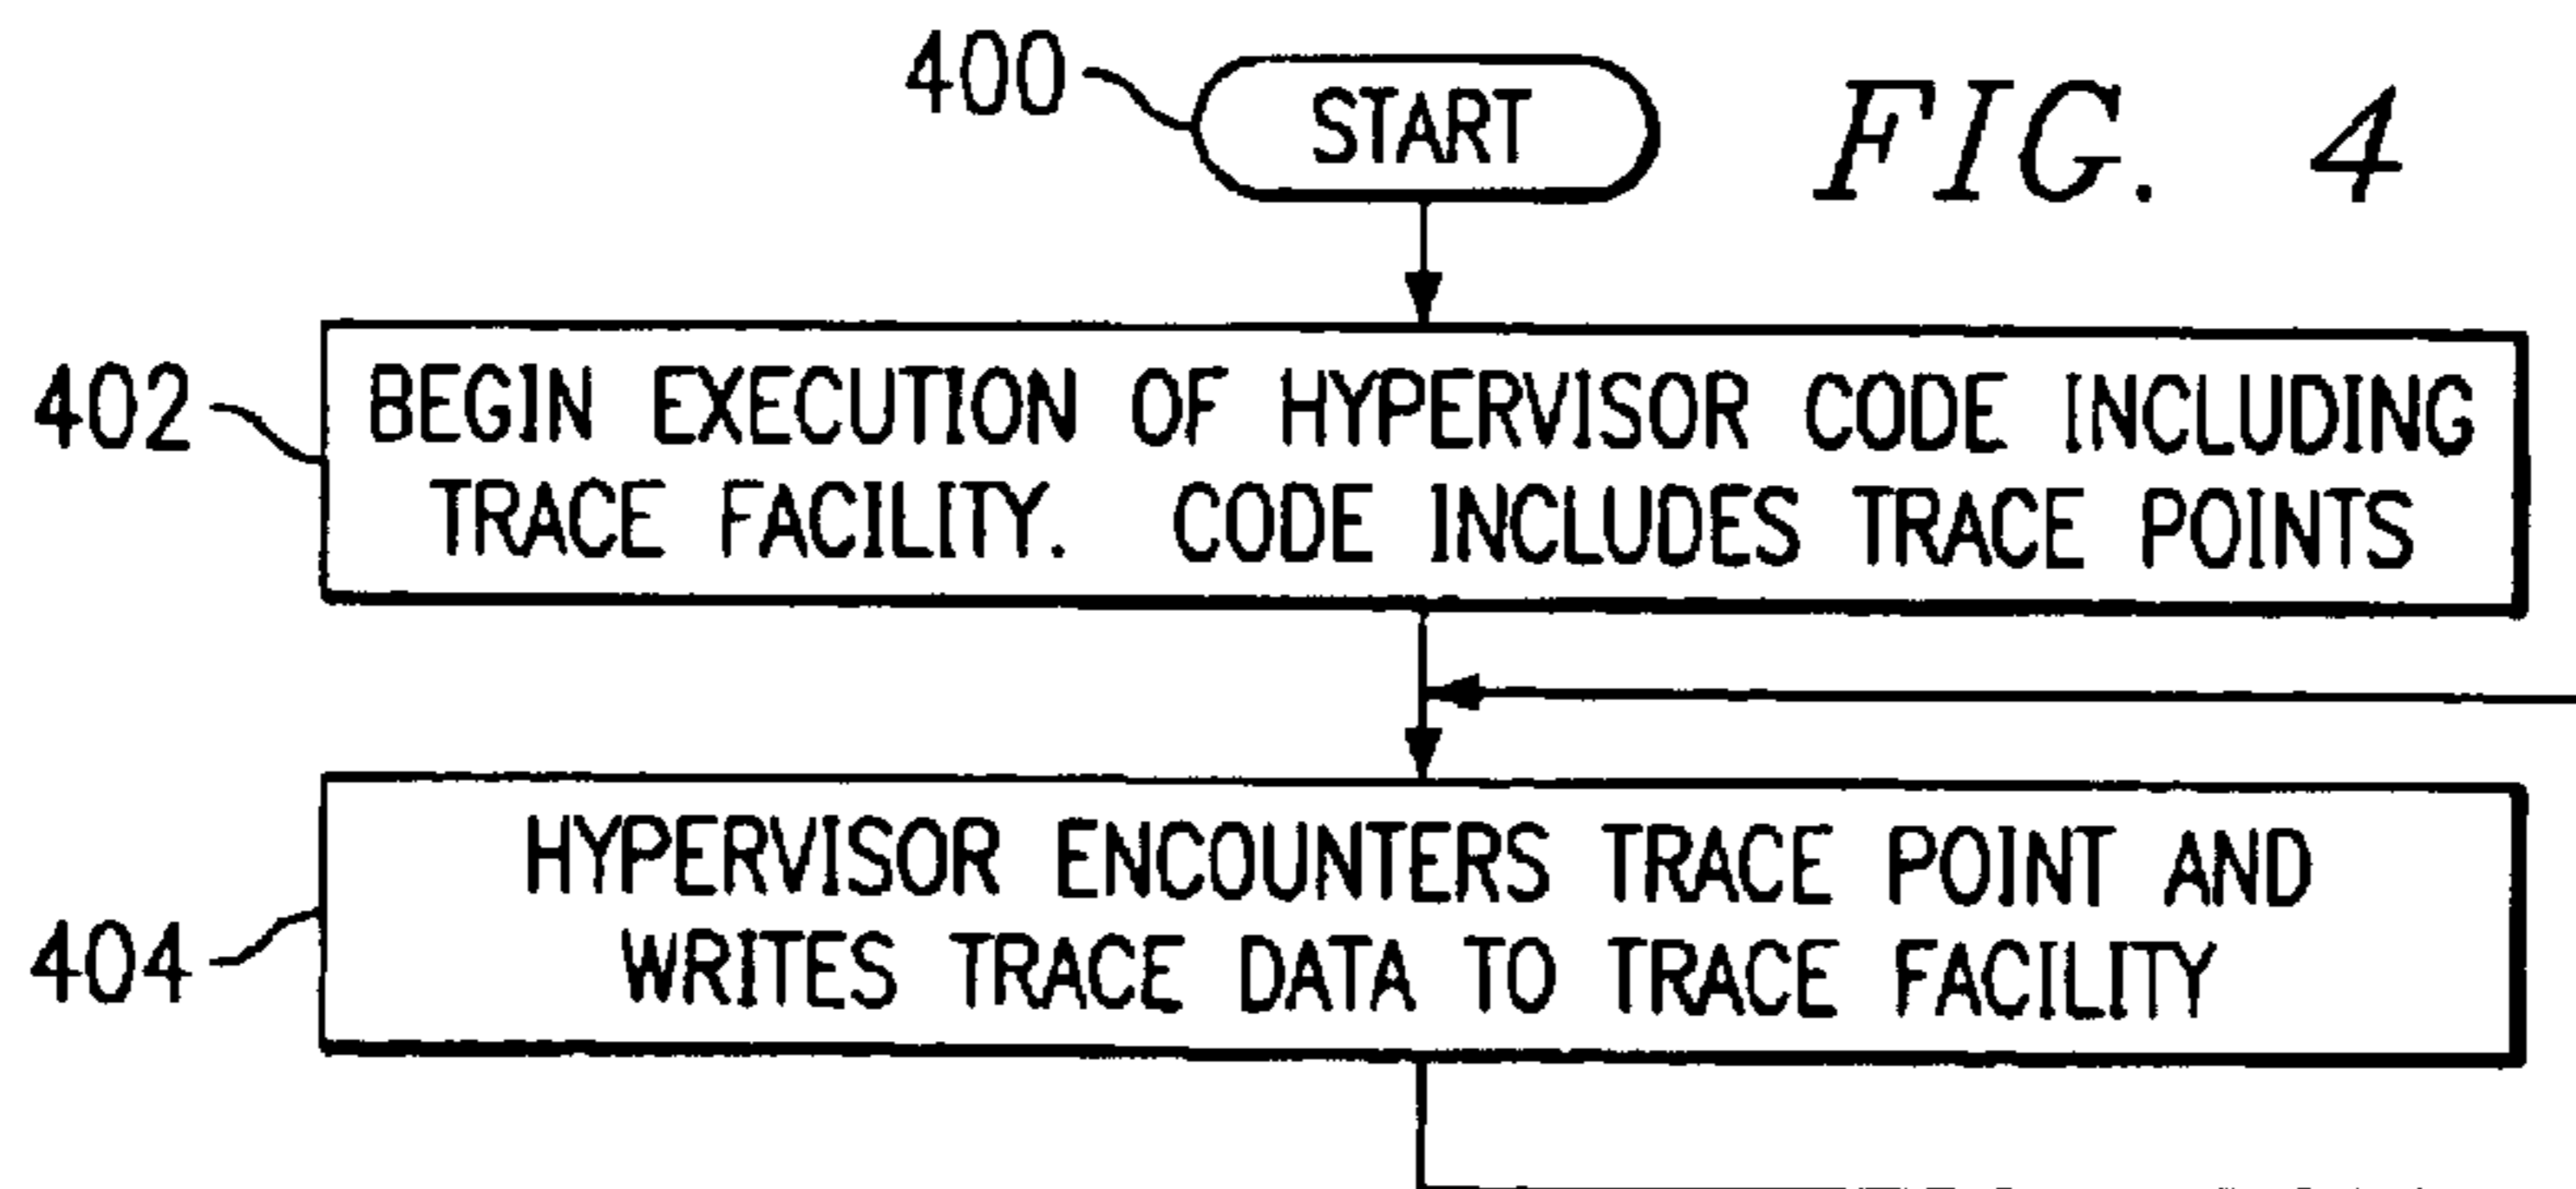 400 START FIG. 4
402 BEGIN EXECUTION OF HYPERVISOR CODE INCLUDING
TRACE FACILITY. CODE INCLUDES TRACE POINTS
HYPERVISOR ENCOUNTERS TRACE POINT AND
404 WRITES TRACE DATA TO TRACE FACILITY